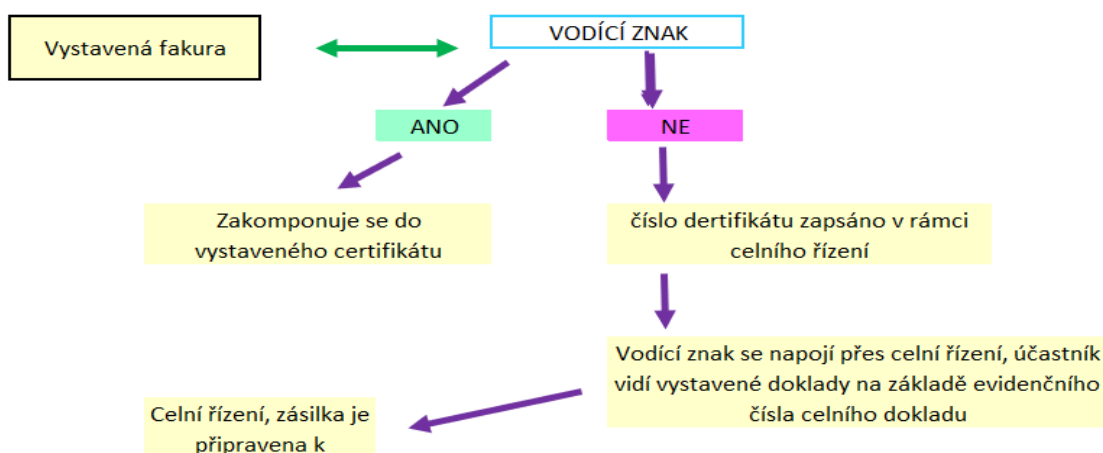 Vystavená fakura
VODÍCÍ ZNAK
ANO
NE
Zakomponuje se do
vystaveného certifikátu
číslo dertifikátu zapsáno v rámci
celního řízení
Vodící znak se napojí přes celní řízení, účastník
vidí vystavené doklady na základě evidenčního
čísla celního dokladu
Celní řízení, zásilka je
připravena k